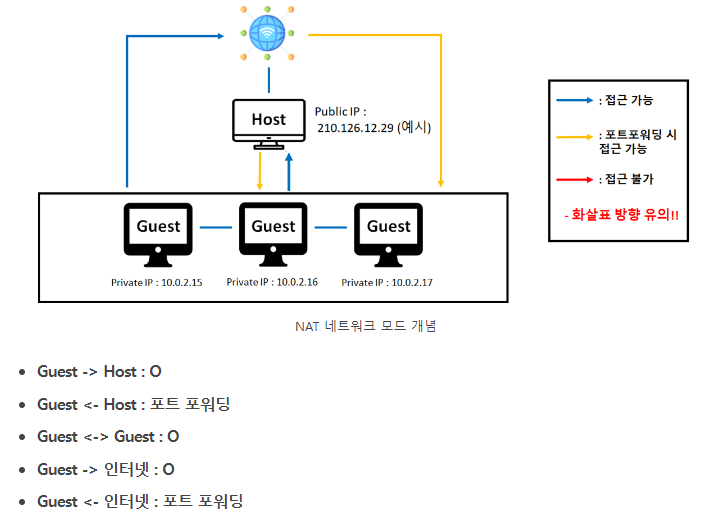 Host
Public IP :
210.126.12.29 (예시)
: 접근 가능
: 포트포워딩 시
접근 가능
: 접근 불가
- 화살표 방향 유의!!
Guest
Guest
Guest
Private IP : 10.0.2.15
Private IP : 10.0.2.16
Private IP : 10.0.2.17
NAT 네트워크 모드 개념
• Guest -> Host : O
• Guest <- Host : 포트 포워딩
• Guest <-> Guest : O
• Guest -> 인터넷 : O
• Guest <- 인터넷 : 포트 포워딩